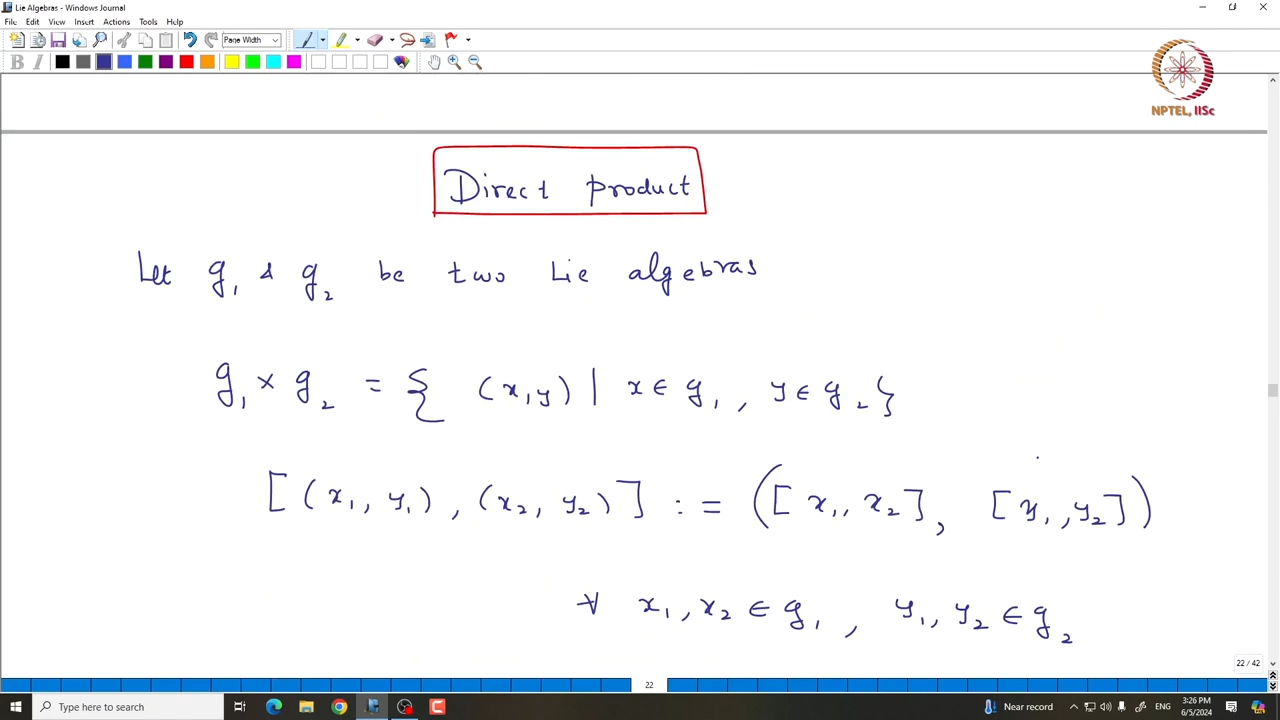 Lie Algebras - Windows Journal
File Edit View Insert Actions Tools Help
Page Width
B I
NPTEL, IISc
Direct product
Let g₁ & g₂ be two Lie algebras
g₁ × g₂ = { (x,y) | x ∈ g₁ , y ∈ g₂ }
[(x₁, y₁), (x₂, y₂)] := ([x₁, x₂], [y₁, y₂])
∀ x₁, x₂ ∈ g₁ , y₁, y₂ ∈ g₂
22 / 42
22
Type here to search
Near record
3:26 PM
6/5/2024